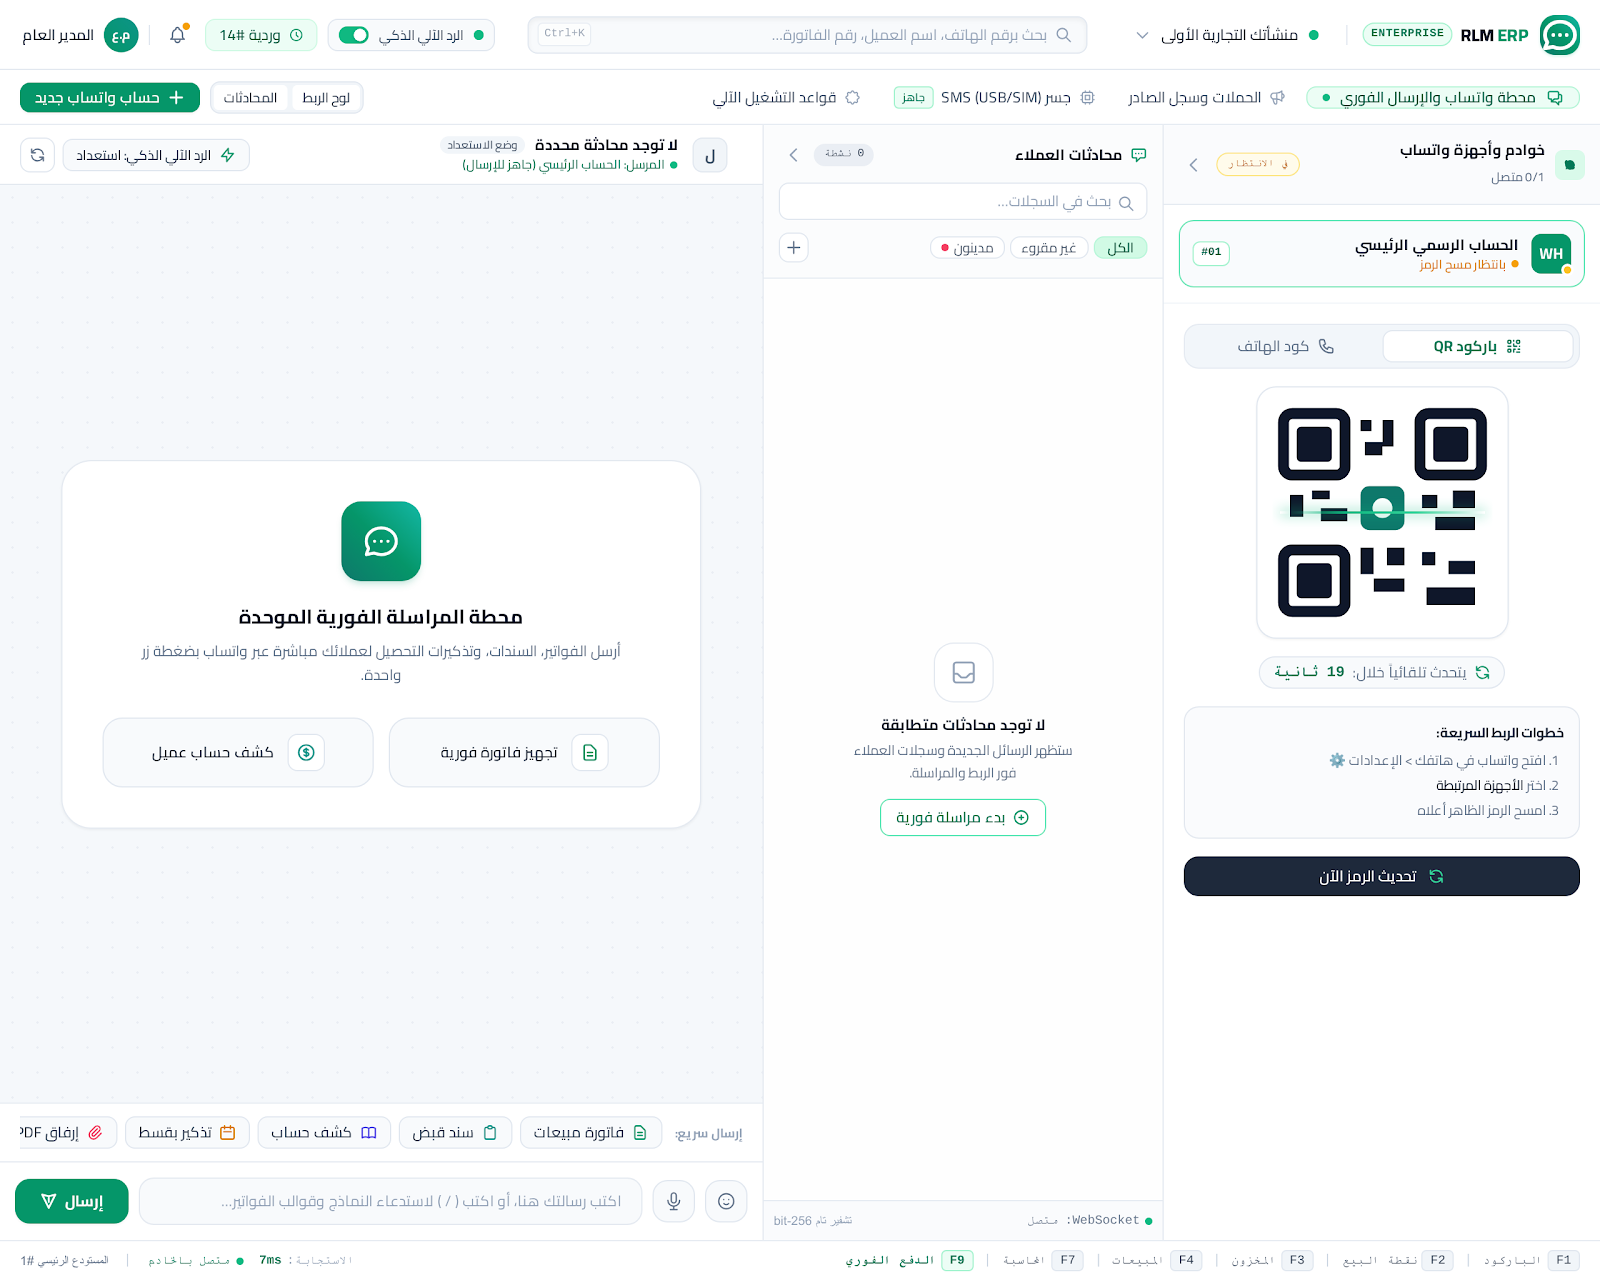 RLM ERP
ENTERPRISE
منشأتك التجارية الأولى
بحث برقم الهاتف، اسم العميل، رقم الفاتورة...
Ctrl+K
الرد الآلي الذكي
وردية #14
م.ع
المدير العام
محطة واتساب والإرسال الفوري
الحملات وسجل الصادر
جسر SMS (USB/SIM)
جاهز
قواعد التشغيل الآلي
لوح الربط
المحادثات
حساب واتساب جديد
خوادم وأجهزة واتساب
0/1 متصل
في الانتظار
WH
الحساب الرسمي الرئيسي
بانتظار مسح الرمز
#01
باركود QR
كود الهاتف
يتحدث تلقائياً خلال: 19 ثانية
خطوات الربط السريعة:
1. افتح واتساب في هاتفك > الإعدادات ⚙️
2. اختر الأجهزة المرتبطة
3. امسح الرمز الظاهر أعلاه
تحديث الرمز الآن
محادثات العملاء
0 نشطة
بحث في السجلات...
الكل
غير مقروء
مدينون
لا توجد محادثات متطابقة
ستظهر الرسائل الجديدة وسجلات العملاء
فور الربط والمراسلة.
بدء مراسلة فورية
WebSocket: متصل
تشفير تام 256-bit
ل
لا توجد محادثة محددة
وضع الاستعداد
المرسل: الحساب الرئيسي (جاهز للإرسال)
الرد الآلي الذكي: استعداد
محطة المراسلة الفورية الموحدة
أرسل الفواتير، السندات، وتذكيرات التحصيل لعملائك مباشرة عبر واتساب بضغطة زر
واحدة.
تجهيز فاتورة فورية
كشف حساب عميل
إرسال سريع:
فاتورة مبيعات
سند قبض
كشف حساب
تذكير بقسط
إرفاق PDF
اكتب رسالتك هنا، أو اكتب ( / ) لاستدعاء النماذج وقوالب الفواتير...
إرسال
F1 الباركود
F2 نقطة البيع
F3 المخزون
F4 المبيعات
F7 المحاسبة
F9 الدفع الفوري
الاستجابة: 7ms
متصل بالخادم
المستودع الرئيسي #1